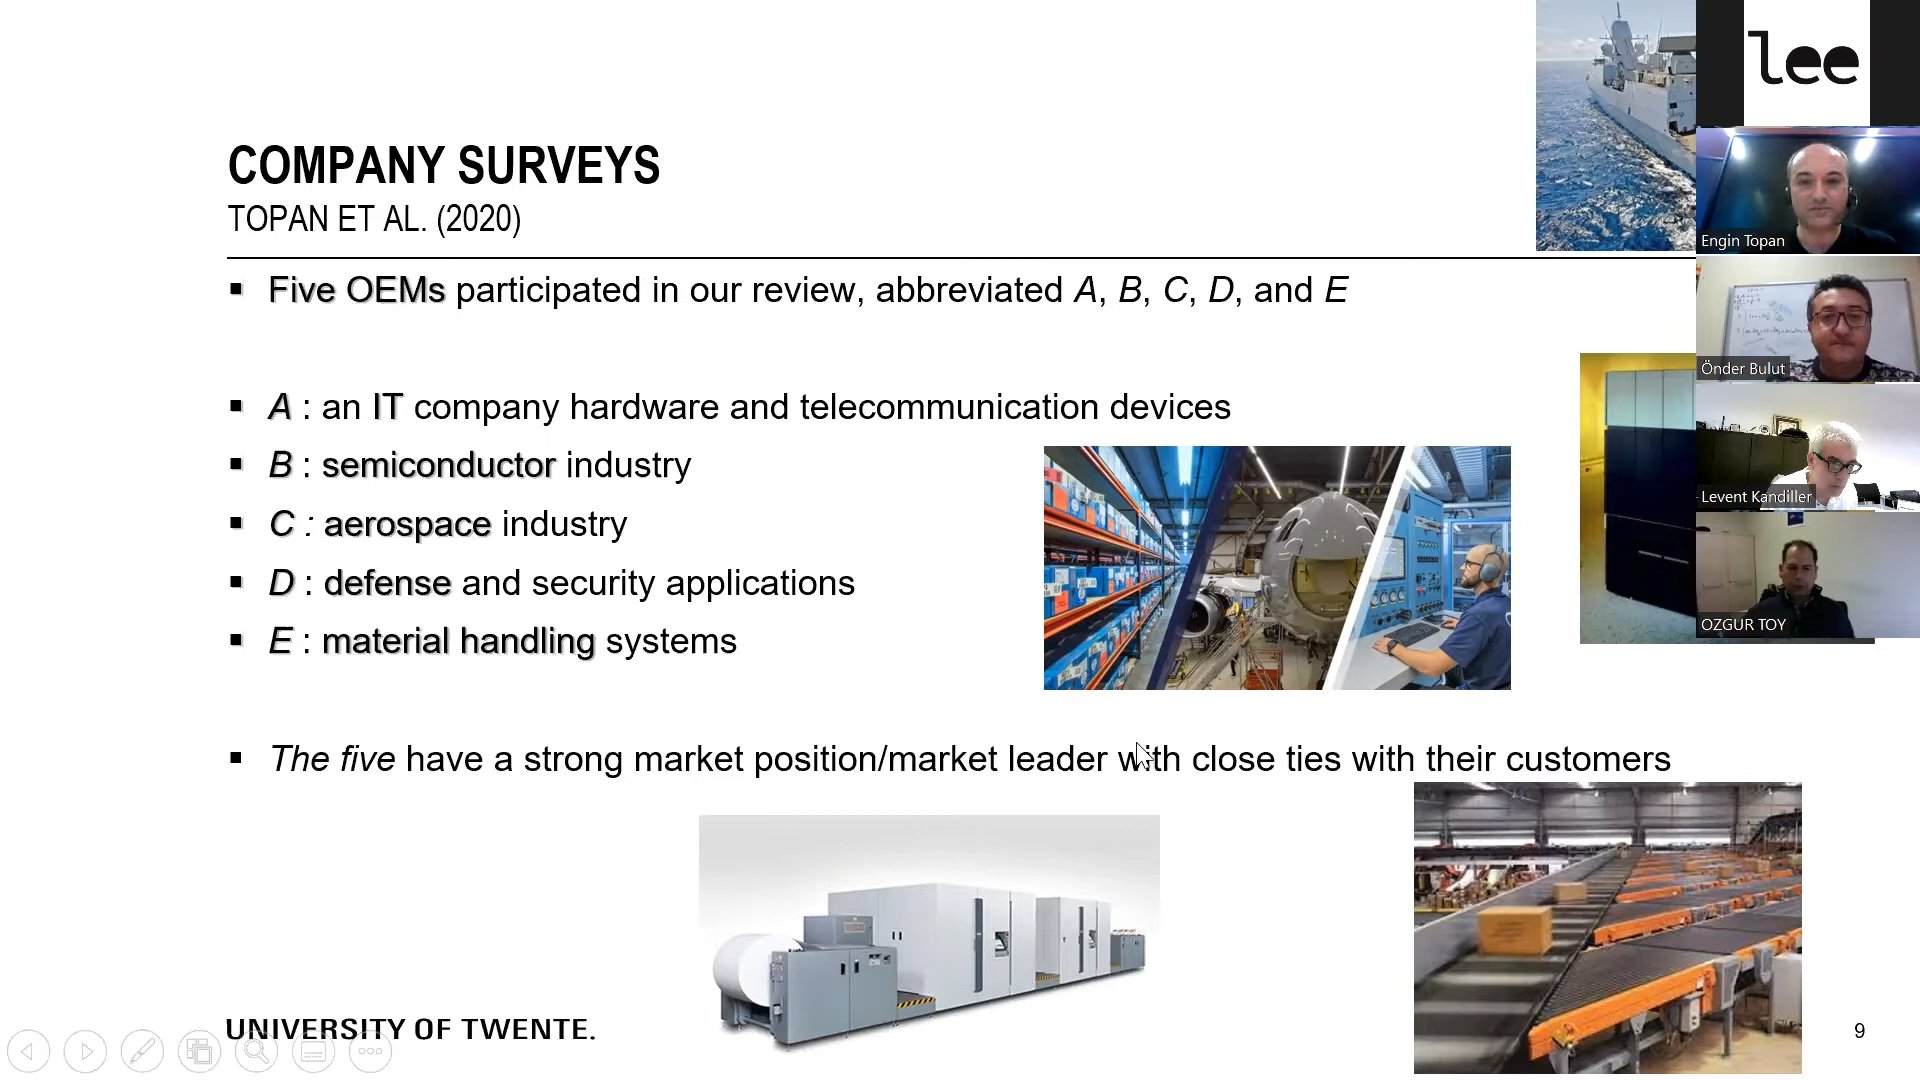 COMPANY SURVEYS
TOPAN ET AL. (2020)
▪ Five OEMs participated in our review, abbreviated A, B, C, D, and E
▪ A : an IT company hardware and telecommunication devices
▪ B : semiconductor industry
▪ C : aerospace industry
▪ D : defense and security applications
▪ E : material handling systems
▪ The five have a strong market position/market leader with close ties with their customers
UNIVERSITY OF TWENTE.
9
lee
Engin Topan
Önder Bulut
Levent Kandiller
OZGUR TOY